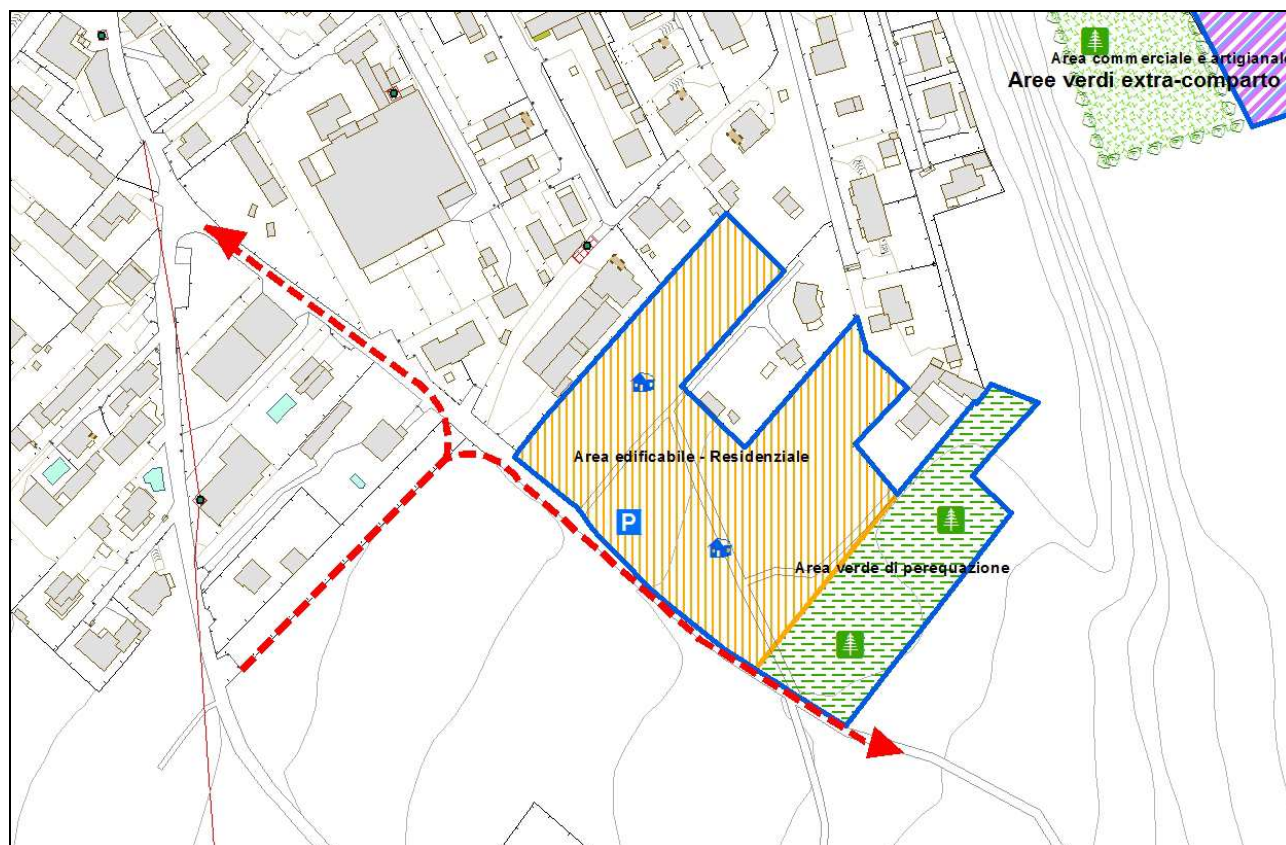 Area commerciale e artigianale
Aree verdi extra-comparto
Area edificabile - Residenziale
P
Area verde di perequazione